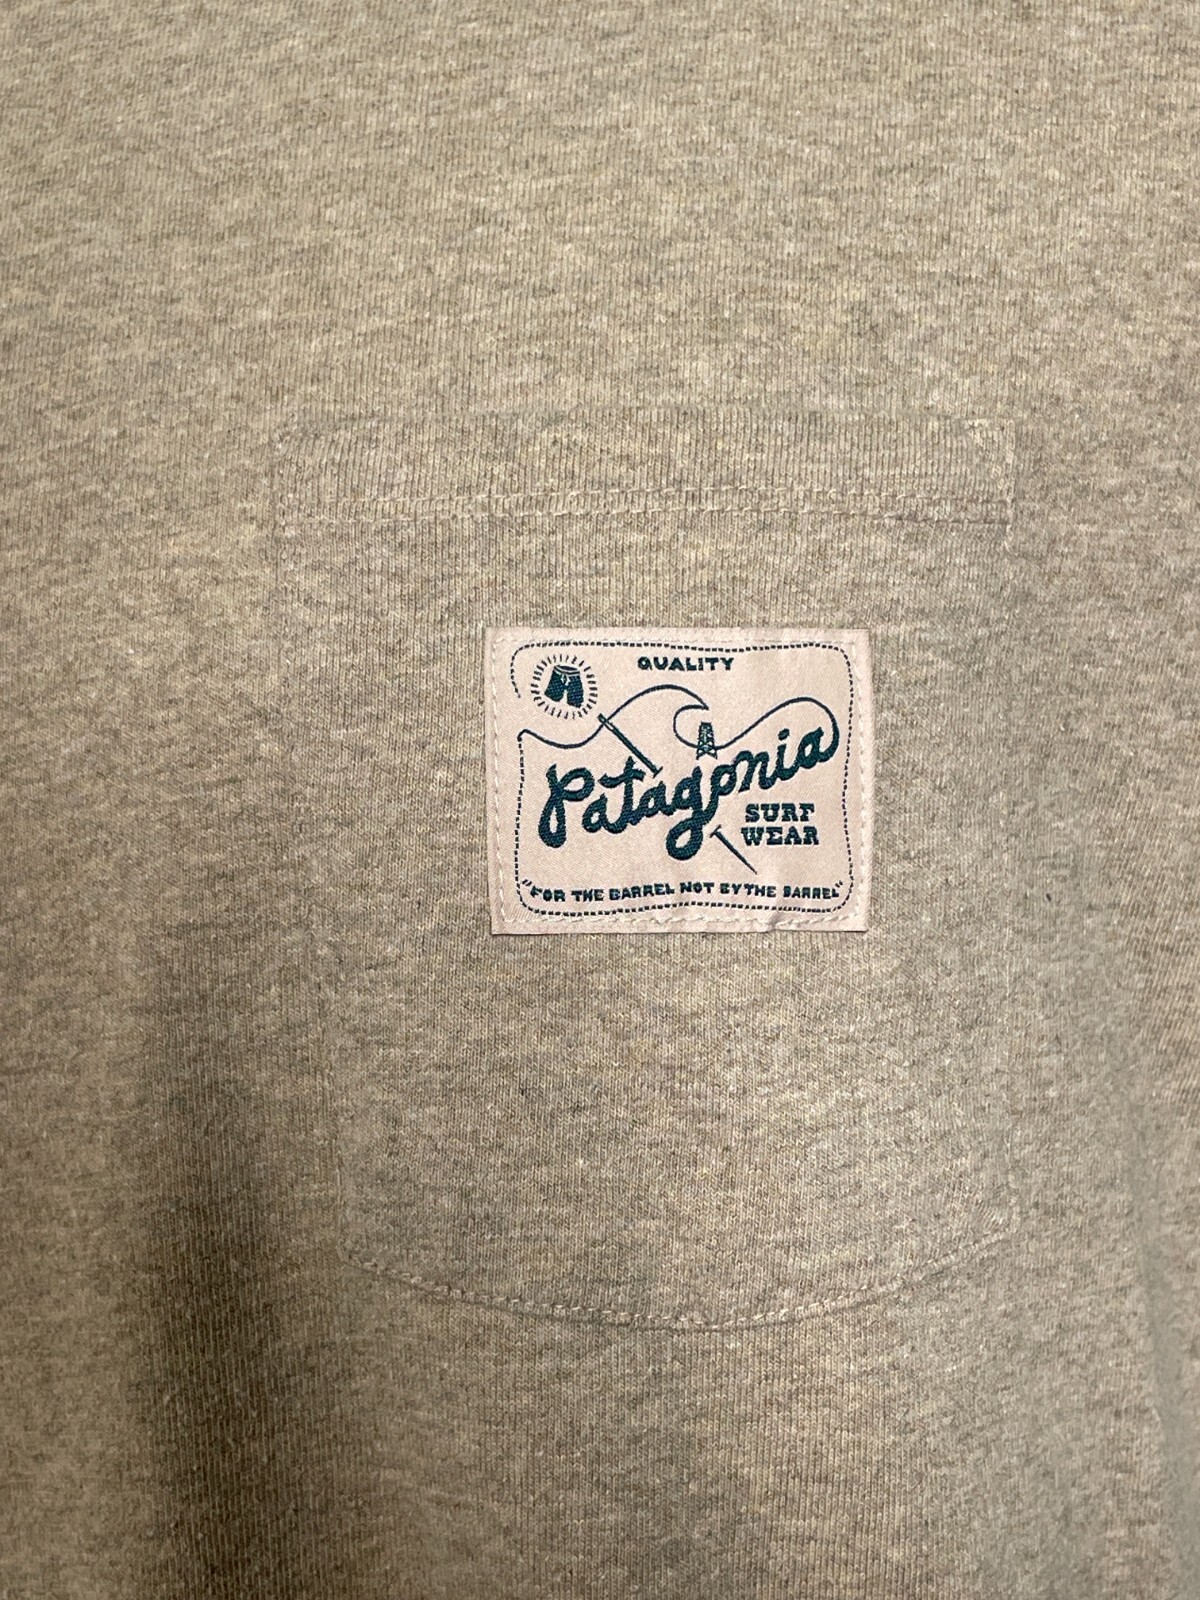 QUALITY
Patagonia
SURF
WEAR
"FOR THE BARREL NOT BY THE BARREL"